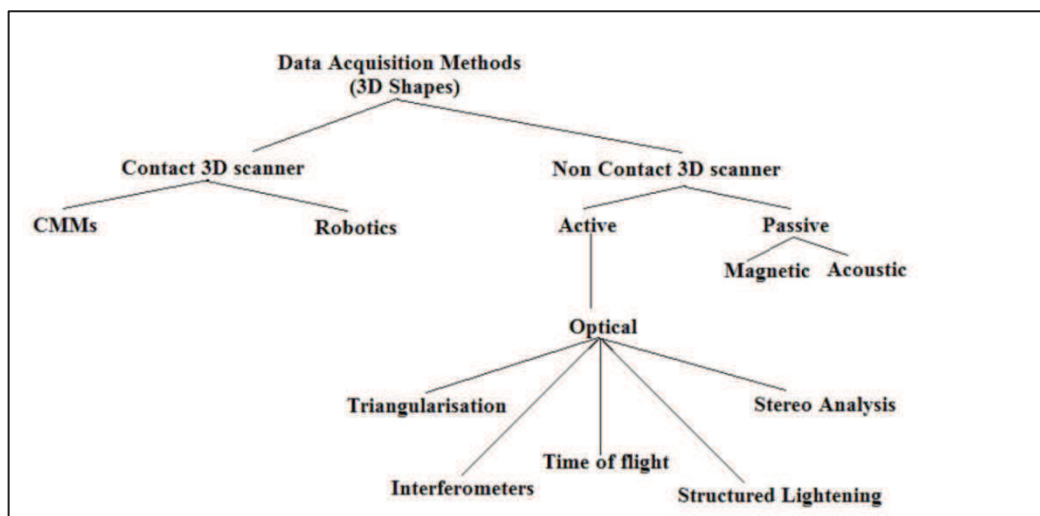 Data Acquisition Methods
(3D Shapes)
Contact 3D scanner
Non Contact 3D scanner
CMMs
Robotics
Active
Passive
Magnetic
Acoustic
Optical
Triangularisation
Stereo Analysis
Time of flight
Interferometers
Structured Lightening